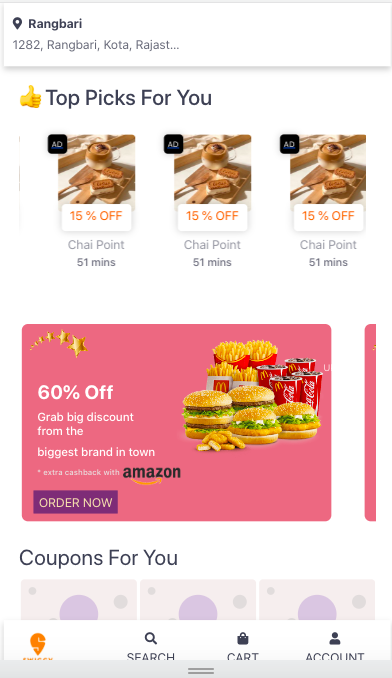 Rangbari
1282, Rangbari, Kota, Rajast...
👍Top Picks For You
AD
AD
AD
15 % OFF
15 % OFF
15 % OFF
Chai Point
Chai Point
Chai Point
51 mins
51 mins
51 mins
60% Off
Grab big discount
from the
biggest brand in town
* extra cashback with amazon
ORDER NOW
Coca-Cola
Coupons For You
SWIGGY
SEARCH
CART
ACCOUNT